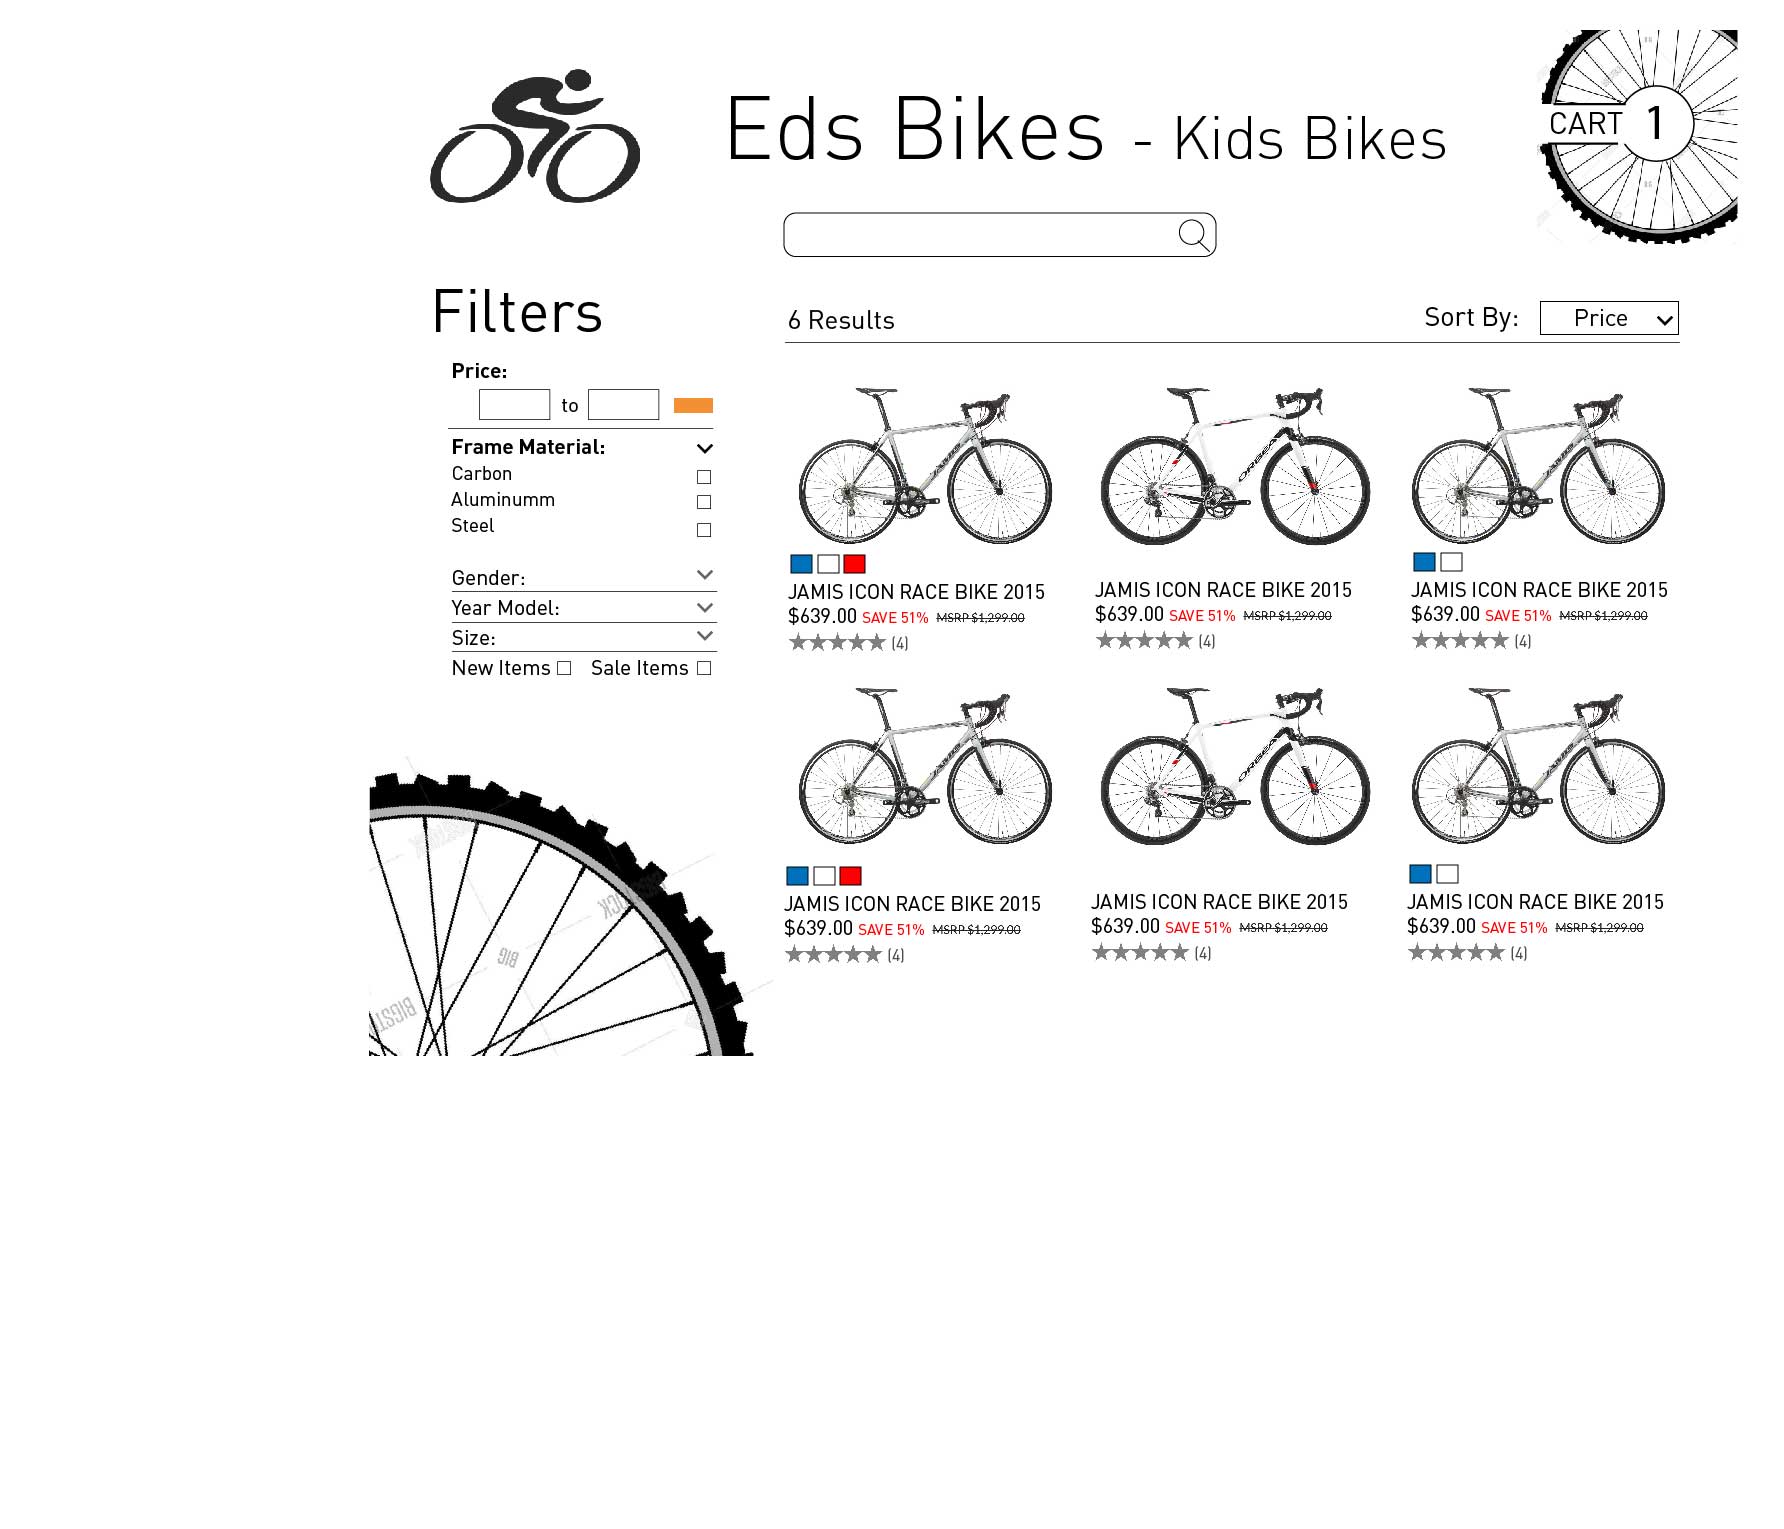 Eds Bikes - Kids Bikes
CART 1
Filters
6 Results
Sort By: Price
Price:
to
Frame Material:
Carbon
Aluminumm
Steel
Gender:
Year Model:
Size:
New Items Sale Items
JAMIS ICON RACE BIKE 2015
$639.00 SAVE 51% MSRP $1,299.00
(4)
ORBEA
JAMIS ICON RACE BIKE 2015
$639.00 SAVE 51% MSRP $1,299.00
(4)
JAMIS ICON RACE BIKE 2015
$639.00 SAVE 51% MSRP $1,299.00
(4)
JAMIS ICON RACE BIKE 2015
$639.00 SAVE 51% MSRP $1,299.00
(4)
ORBEA
JAMIS ICON RACE BIKE 2015
$639.00 SAVE 51% MSRP $1,299.00
(4)
JAMIS ICON RACE BIKE 2015
$639.00 SAVE 51% MSRP $1,299.00
(4)
BIG